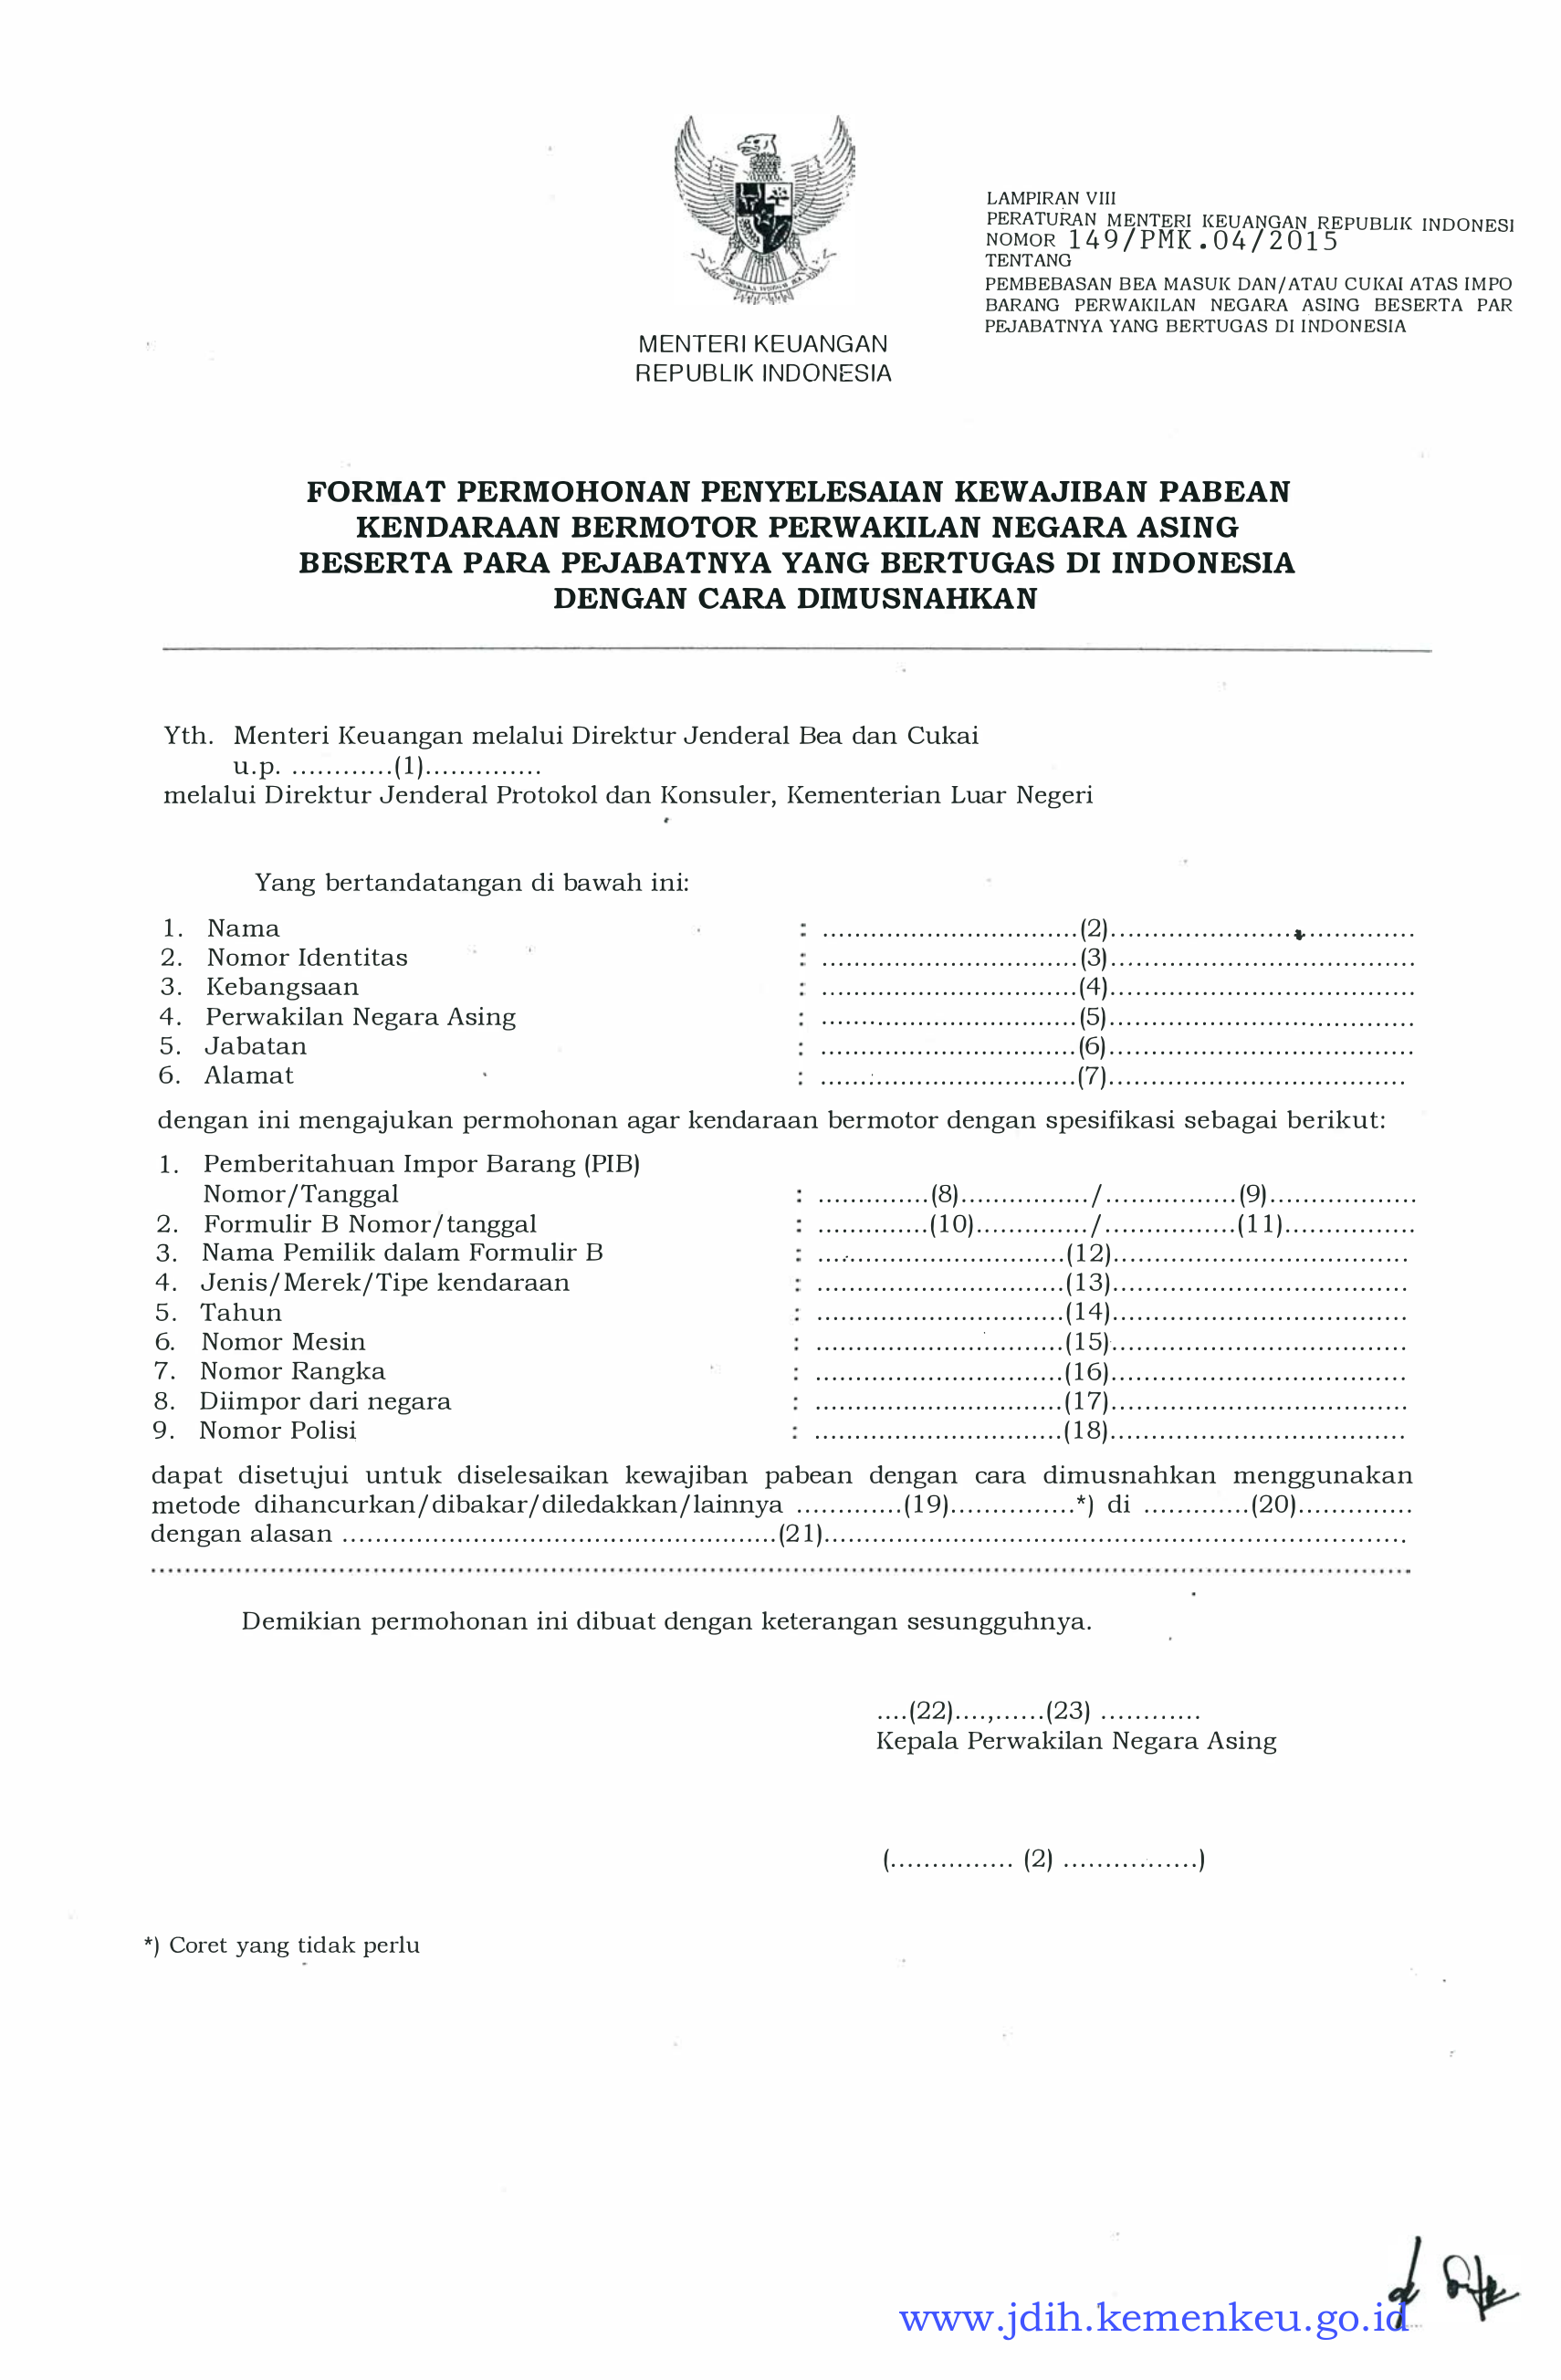 LAMPIRAN VIII
PERATURAN MENTERI KEUANGAN REPUBLIK INDONESI
NOMOR 149/PMK.04/2015
TENTANG
PEMBEBASAN BEA MASUK DAN/ATAU CUKAI ATAS IMPO
BARANG PERWAKILAN NEGARA ASING BESERTA PAR
PEJABATNYA YANG BERTUGAS DI INDONESIA
MENTERI KEUANGAN
REPUBLIK INDONESIA
FORMAT PERMOHONAN PENYELESAIAN KEWAJIBAN PABEAN
KENDARAAN BERMOTOR PERWAKILAN NEGARA ASING
BESERTA PARA PEJABATNYA YANG BERTUGAS DI INDONESIA
DENGAN CARA DIMUSNAHKAN
Yth. Menteri Keuangan melalui Direktur Jenderal Bea dan Cukai
u.p. ............(1)..............
melalui Direktur Jenderal Protokol dan Konsuler, Kementerian Luar Negeri
Yang bertandatangan di bawah ini:
1. Nama : ..............................(2)....................................
2. Nomor Identitas : ..............................(3)....................................
3. Kebangsaan : ..............................(4)....................................
4. Perwakilan Negara Asing : ..............................(5)....................................
5. Jabatan : ..............................(6)....................................
6. Alamat : ..............................(7)...................................
dengan ini mengajukan permohonan agar kendaraan bermotor dengan spesifikasi sebagai berikut:
1. Pemberitahuan Impor Barang (PIB)
Nomor/Tanggal : .............(8).............../................(9)..................
2. Formulir B Nomor/tanggal : .............(10)............./................(11)................
3. Nama Pemilik dalam Formulir B : .............................(12)...................................
4. Jenis/Merek/Tipe kendaraan : .............................(13)...................................
5. Tahun : .............................(14)...................................
6. Nomor Mesin : .............................(15)...................................
7. Nomor Rangka : .............................(16)...................................
8. Diimpor dari negara : .............................(17)...................................
9. Nomor Polisi : .............................(18)...................................
dapat disetujui untuk diselesaikan kewajiban pabean dengan cara dimusnahkan menggunakan
metode dihancurkan/dibakar/diledakkan/lainnya .............(19)...............*) di .............(20)..............
dengan alasan ....................................................(21)......................................................................
......................................................................................................................................................
Demikian permohonan ini dibuat dengan keterangan sesungguhnya.
....(22)....,......(23) ............
Kepala Perwakilan Negara Asing
(............... (2) ................)
*) Coret yang tidak perlu
www.jdih.kemenkeu.go.id